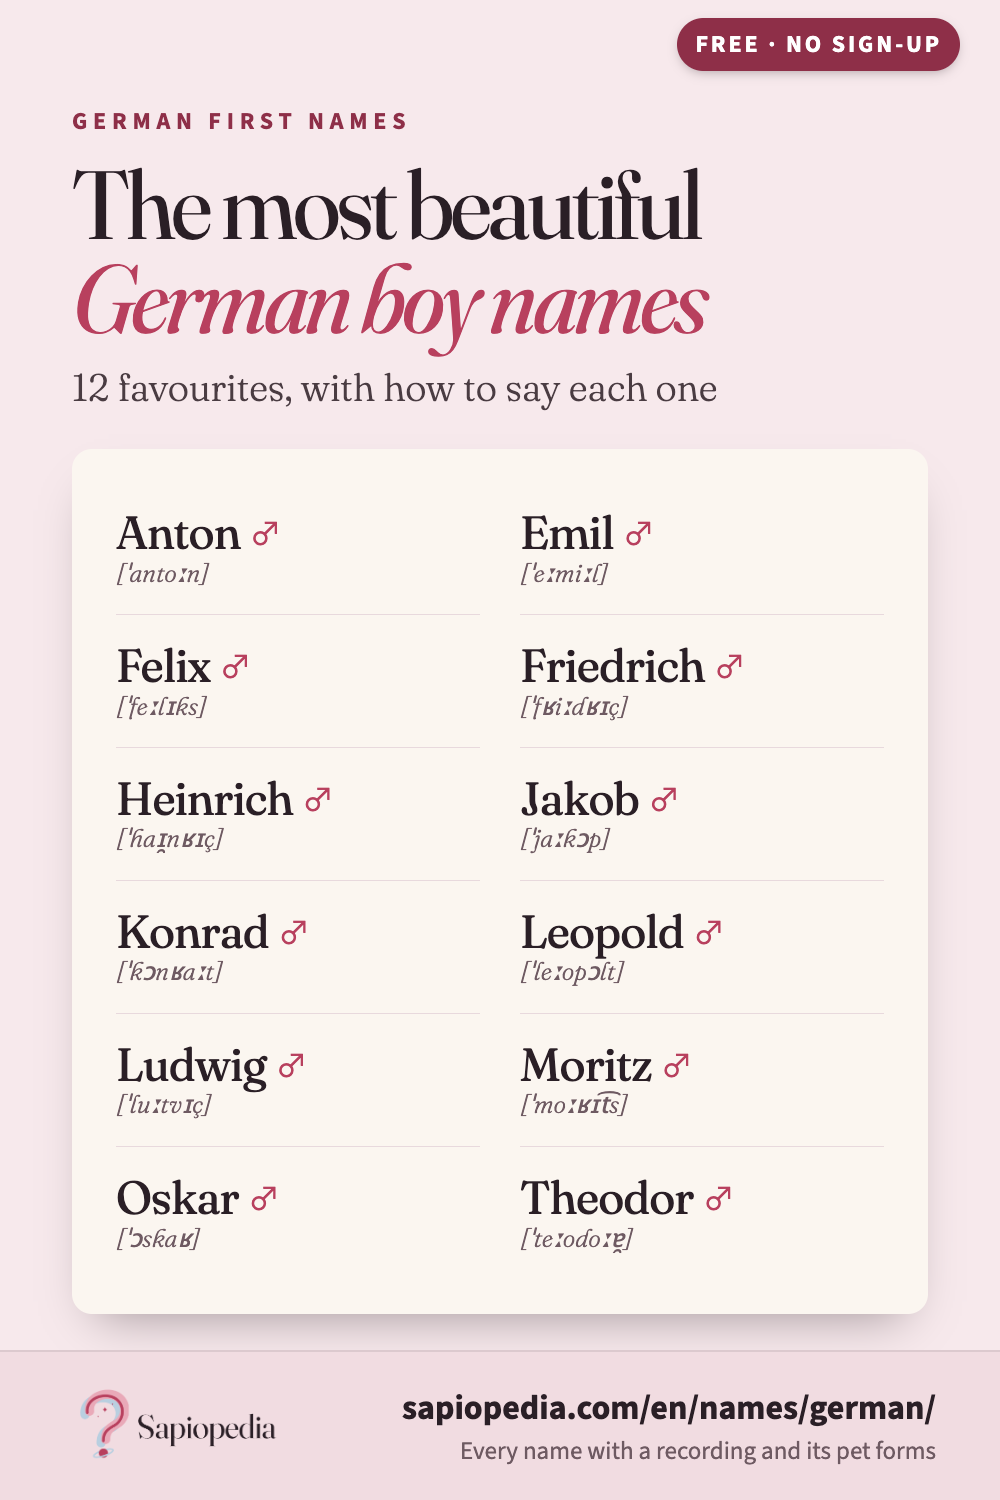 FREE · NO SIGN-UP
GERMAN FIRST NAMES
The most beautiful
German boy names
12 favourites, with how to say each one
Anton ♂
[ˈantoːn]
Emil ♂
[ˈeːmiːl]
Felix ♂
[ˈfeːlɪks]
Friedrich ♂
[ˈfʁiːdʁɪç]
Heinrich ♂
[ˈhaɪ̯nʁɪç]
Jakob ♂
[ˈjaːkɔp]
Konrad ♂
[ˈkɔnʁaːt]
Leopold ♂
[ˈleːopɔlt]
Ludwig ♂
[ˈluːtvɪç]
Moritz ♂
[ˈmoːʁɪt͡s]
Oskar ♂
[ˈɔskaʁ]
Theodor ♂
[ˈteːodoːɐ̯]
Sapiopedia
sapiopedia.com/en/names/german/
Every name with a recording and its pet forms